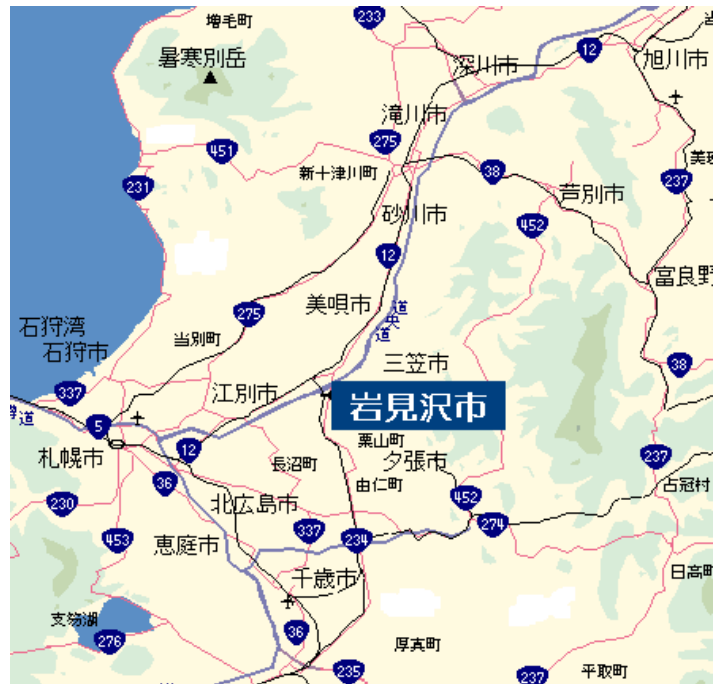 増毛町
233
暑寒別岳
深川市
12
旭川市
滝川市
275
451
新十津川町
38
231
237
芦別市
砂川市
452
12
富良野
美唄市
275
道央道
石狩湾
石狩市
当別町
三笠市
38
337
江別市
岩見沢市
5
栗山町
12
札幌市
長沼町
夕張市
237
36
由仁町
452
占冠村
230
北広島市
274
337
453
恵庭市
234
千歳市
日高町
支笏湖
276
36
厚真町
235
237
平取町